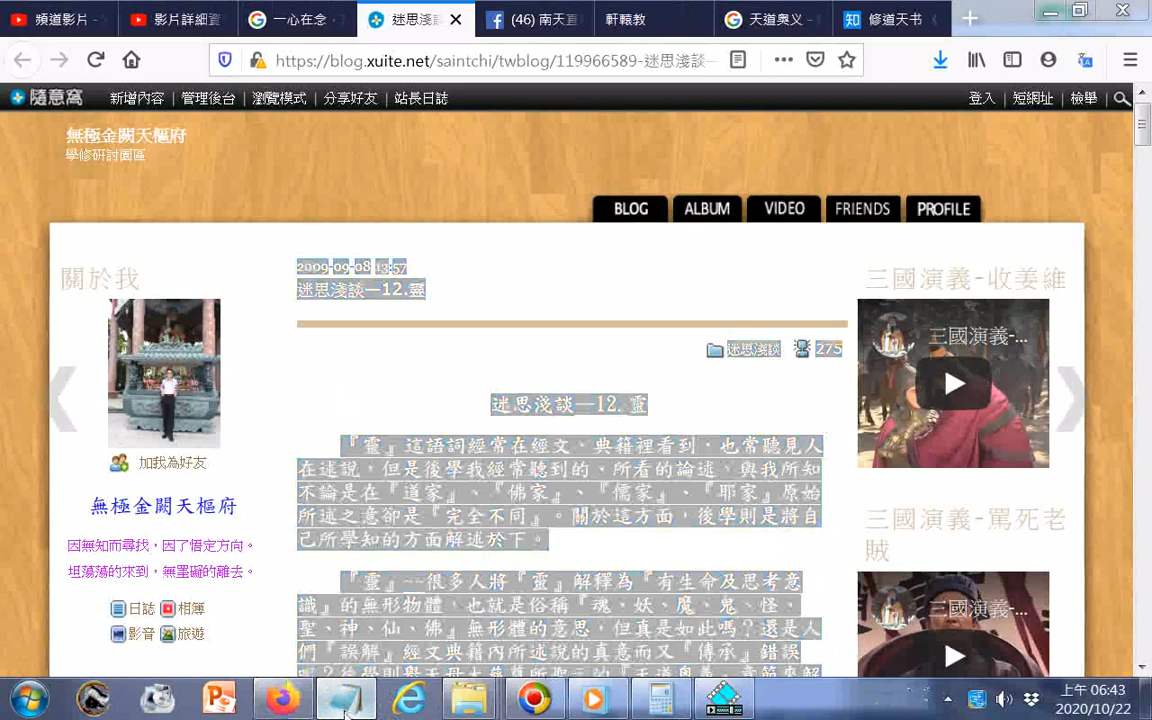 頻道影片 -
影片詳細資
一心在念 ·
迷思淺談
(46) 南天直
軒轅教
天道奥义 -
修道天书
https://blog.xuite.net/saintchi/twblog/119966589-迷思淺談—
隨意窩
新增內容 | 管理後台 | 瀏覽模式 | 分享好友 | 站長日誌
登入 | 短網址 | 檢舉 |
無極金闕天樞府
學修研討園區
BLOG
ALBUM
VIDEO
FRIENDS
PROFILE
關於我
加我為好友
無極金闕天樞府
因無知而尋找，因了悟定方向。
坦蕩蕩的來到，無罣礙的離去。
日誌 相簿
影音 旅遊
2009-09-08 13:57
迷思淺談—12.靈
迷思淺談 275
迷思淺談—12. 靈
『靈』這語詞經常在經文、典籍裡看到，也常聽見人
在述說，但是後學我經常聽到的、所看的論述、與我所知
不論是在『道家』、『佛家』、『儒家』、『耶家』原始
所述之意卻是『完全不同』。關於這方面，後學則是將自
己所學知的方面解述於下。
『靈』~~很多人將『靈』解釋為『有生命及思考意
識』的無形物體、也就是俗稱『魂、妖、魔、鬼、怪、
聖、神、仙、佛』無形體的意思，但真是如此嗎？還是人
們『誤解』經文典籍內所述說的真意而又『傳承』錯誤
三國演義-收姜維
三國演義-...
三國演義-罵死老
賊
三國演義-...
上午 06:43
2020/10/22